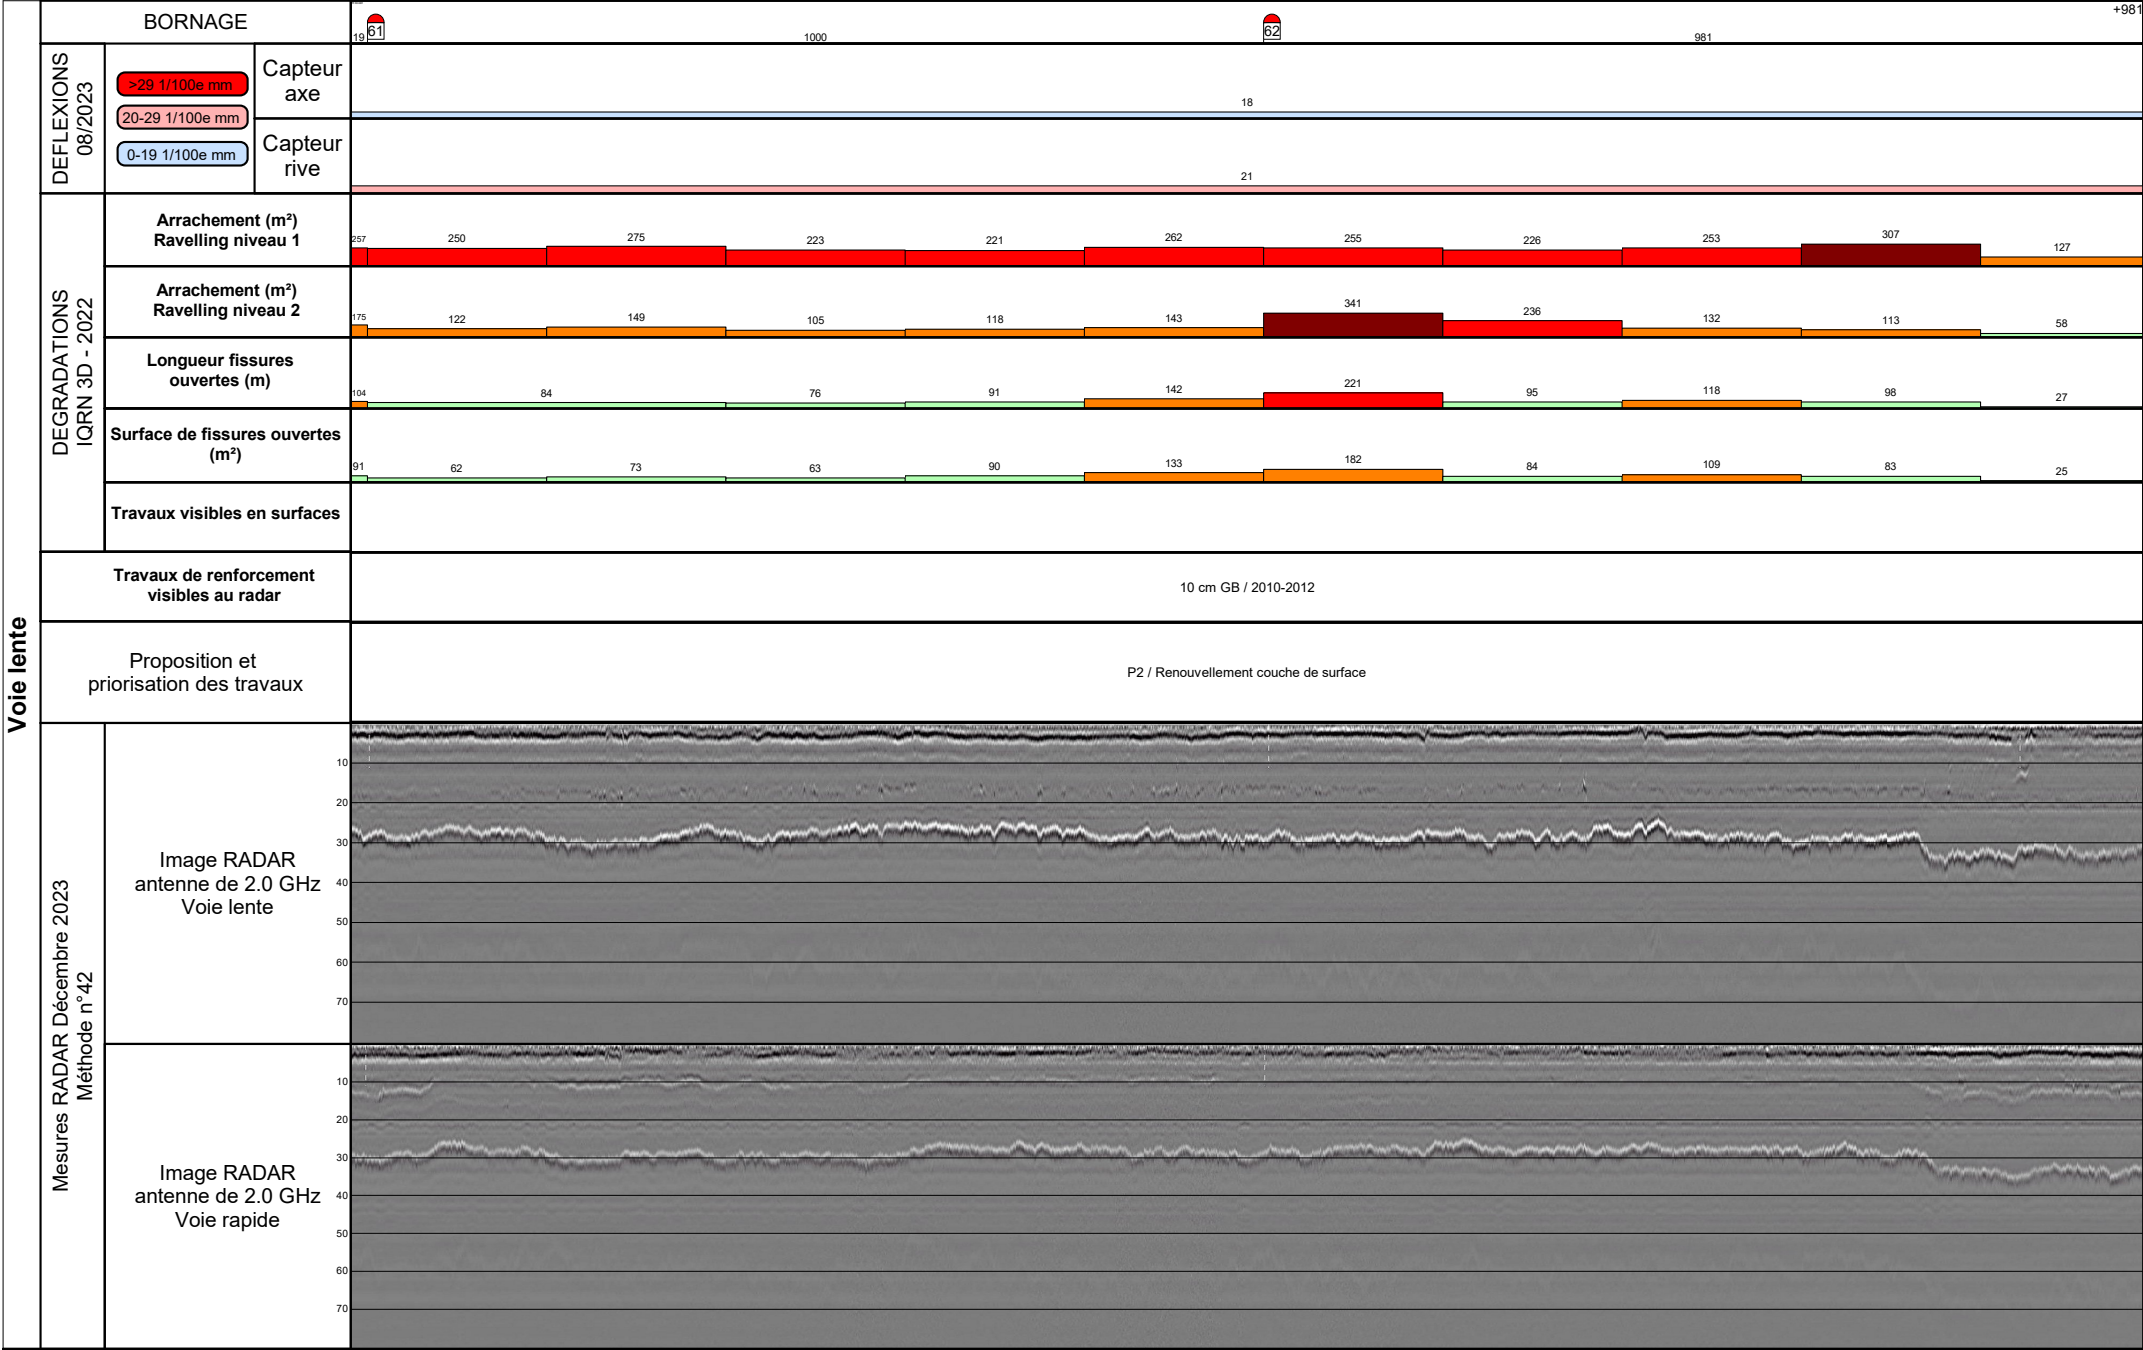 BORNAGE
19
61
1000
62
981
+981
DEFLEXIONS
08/2023
>29 1/100e mm
20-29 1/100e mm
0-19 1/100e mm
Capteur
axe
18
Capteur
rive
21
Voie lente
DEGRADATIONS
IQRN 3D - 2022
Arrachement (m²)
Ravelling niveau 1
257 250 275 223 221 262 255 226 253 307 127
Arrachement (m²)
Ravelling niveau 2
175 122 149 105 118 143 341 236 132 113 58
Longueur fissures
ouvertes (m)
104 84 76 91 142 221 95 118 98 27
Surface de fissures ouvertes
(m²)
91 62 73 63 90 133 182 84 109 83 25
Travaux visibles en surfaces
Travaux de renforcement
visibles au radar
10 cm GB / 2010-2012
Proposition et
priorisation des travaux
P2 / Renouvellement couche de surface
Mesures RADAR Décembre 2023
Méthode n°42
Image RADAR
antenne de 2.0 GHz
Voie lente
10
20
30
40
50
60
70
Image RADAR
antenne de 2.0 GHz
Voie rapide
10
20
30
40
50
60
70